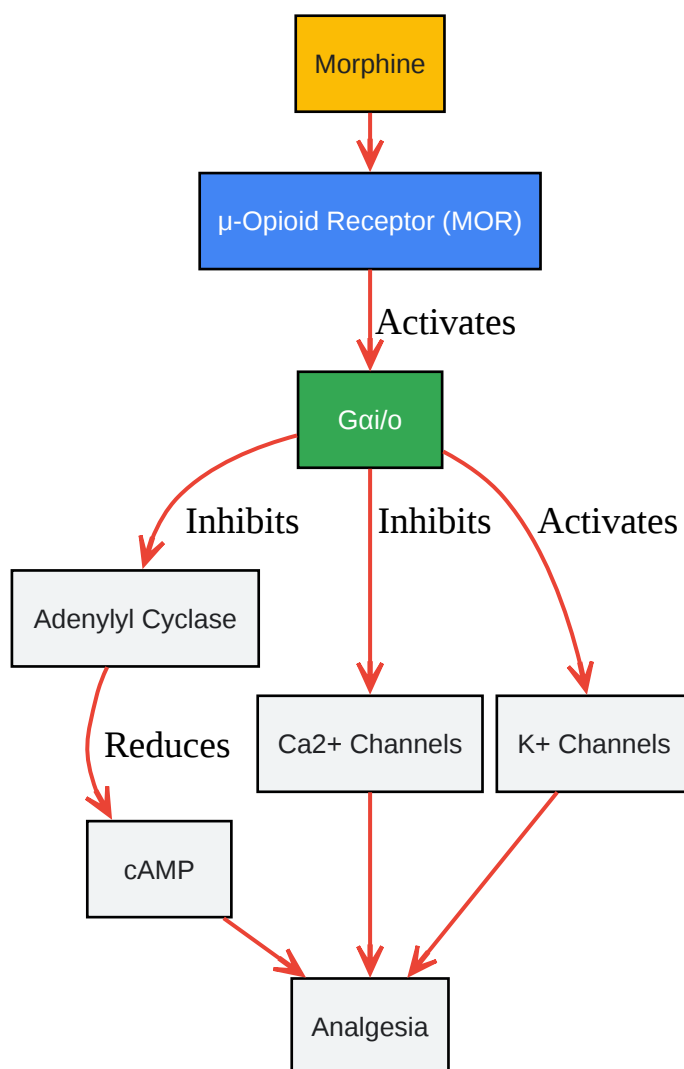 Morphine
μ-Opioid Receptor (MOR)
Activates
Gαi/o
Inhibits
Inhibits
Activates
Adenylyl Cyclase
Reduces
Ca2+ Channels
K+ Channels
cAMP
Analgesia